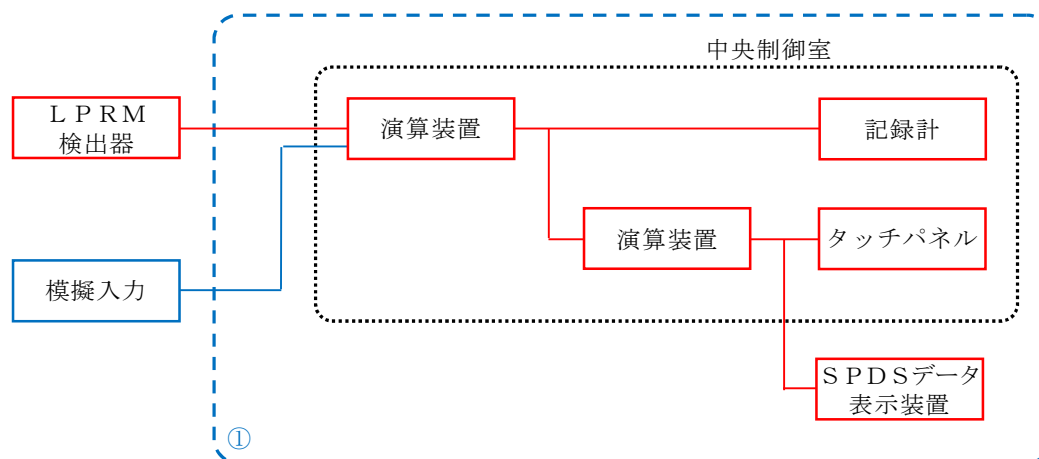 中央制御室
ＬＰＲＭ
検出器
演算装置
記録計
演算装置
タッチパネル
模擬入力
ＳＰＤＳデータ
表示装置
①